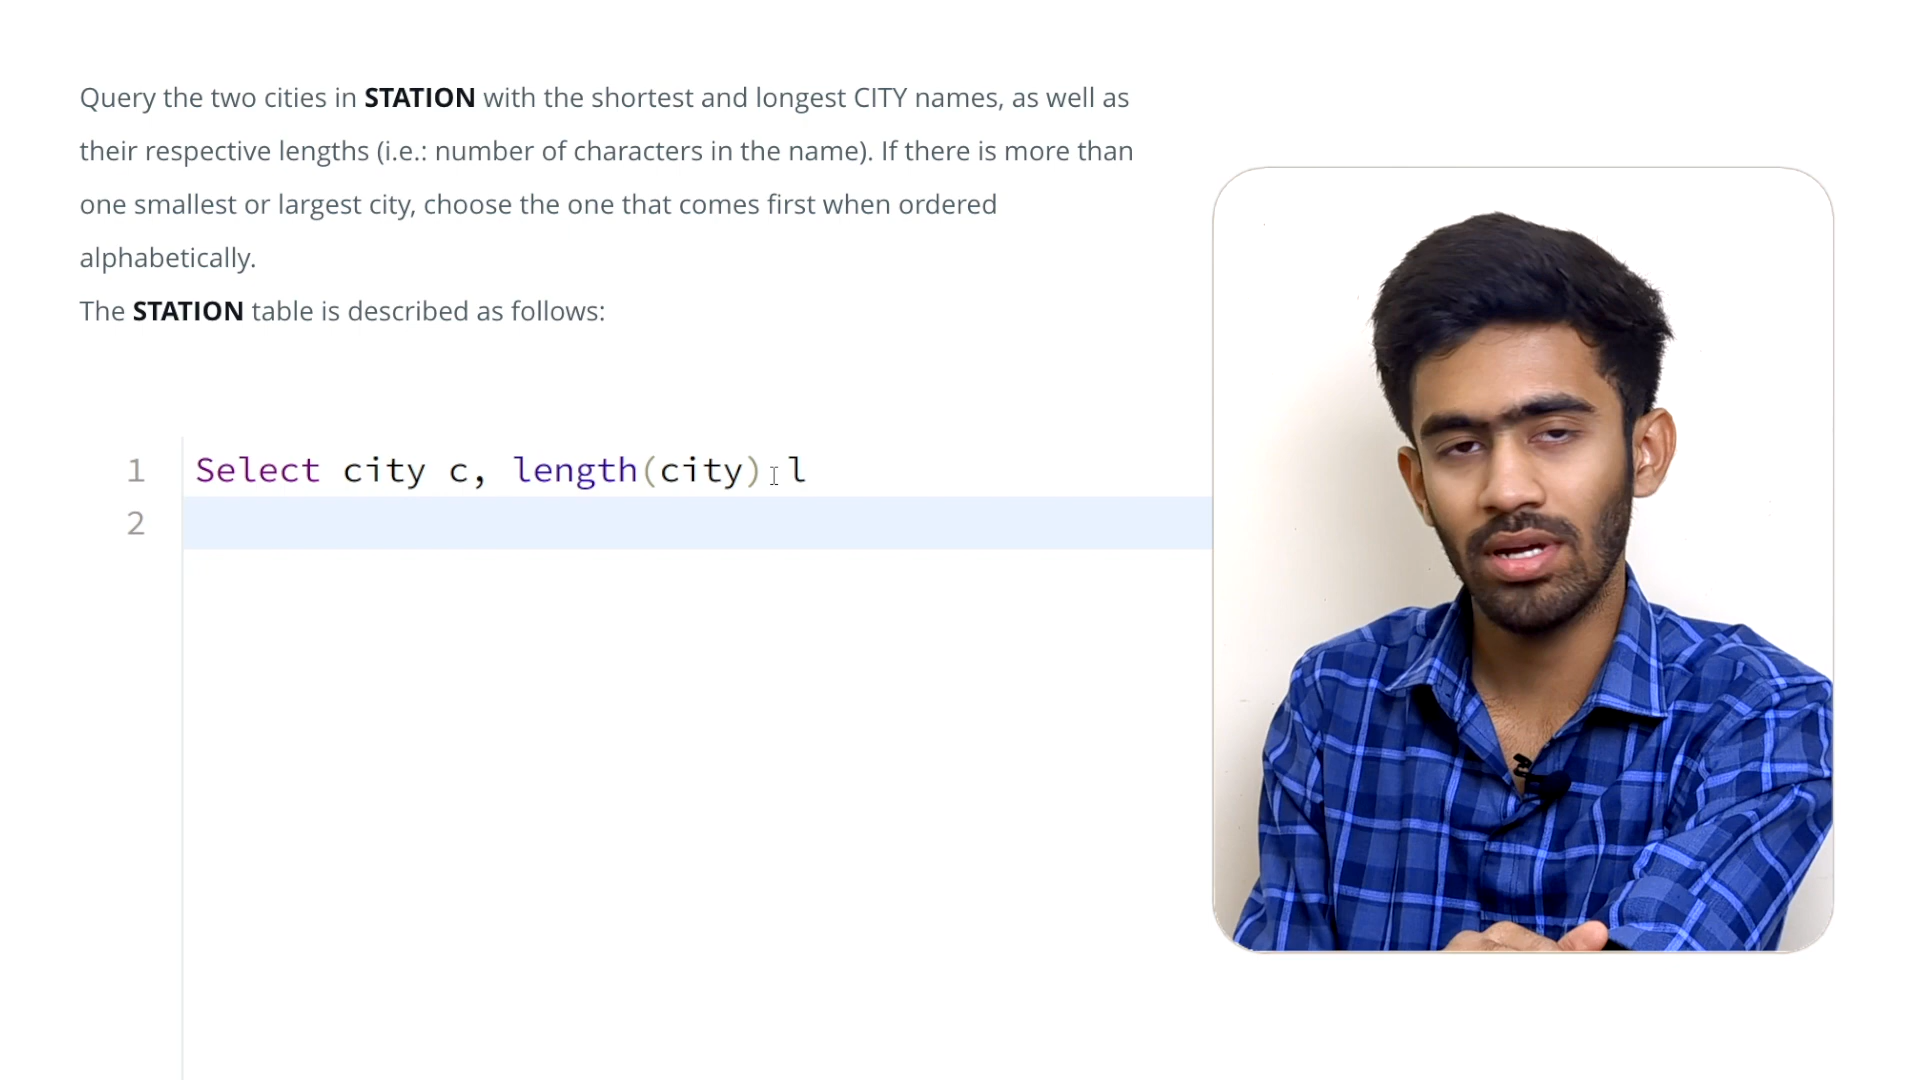 Query the two cities in STATION with the shortest and longest CITY names, as well as
their respective lengths (i.e.: number of characters in the name). If there is more than
one smallest or largest city, choose the one that comes first when ordered
alphabetically.
The STATION table is described as follows:
1 Select city c, length(city) l
2